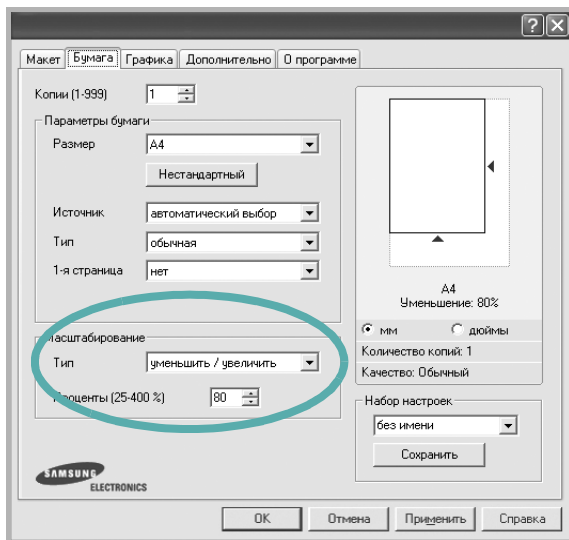 Макет Бумага Графика Дополнительно О программе
Копии (1-999) 1
Параметры бумаги
Размер A4
Нестандартный
Источник автоматический выбор
Тип обычная
1-я страница нет
Масштабирование
Тип уменьшить / увеличить
Проценты (25-400 %) 80
SAMSUNG
ELECTRONICS
A4
Уменьшение: 80%
мм дюймы
Количество копий: 1
Качество: Обычный
Набор настроек
без имени
Сохранить
OK Отмена Применить Справка